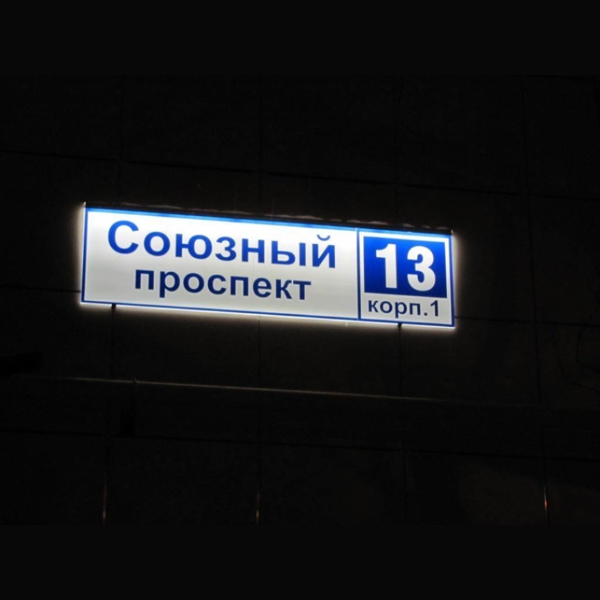 Союзный
проспект
13
корп.1